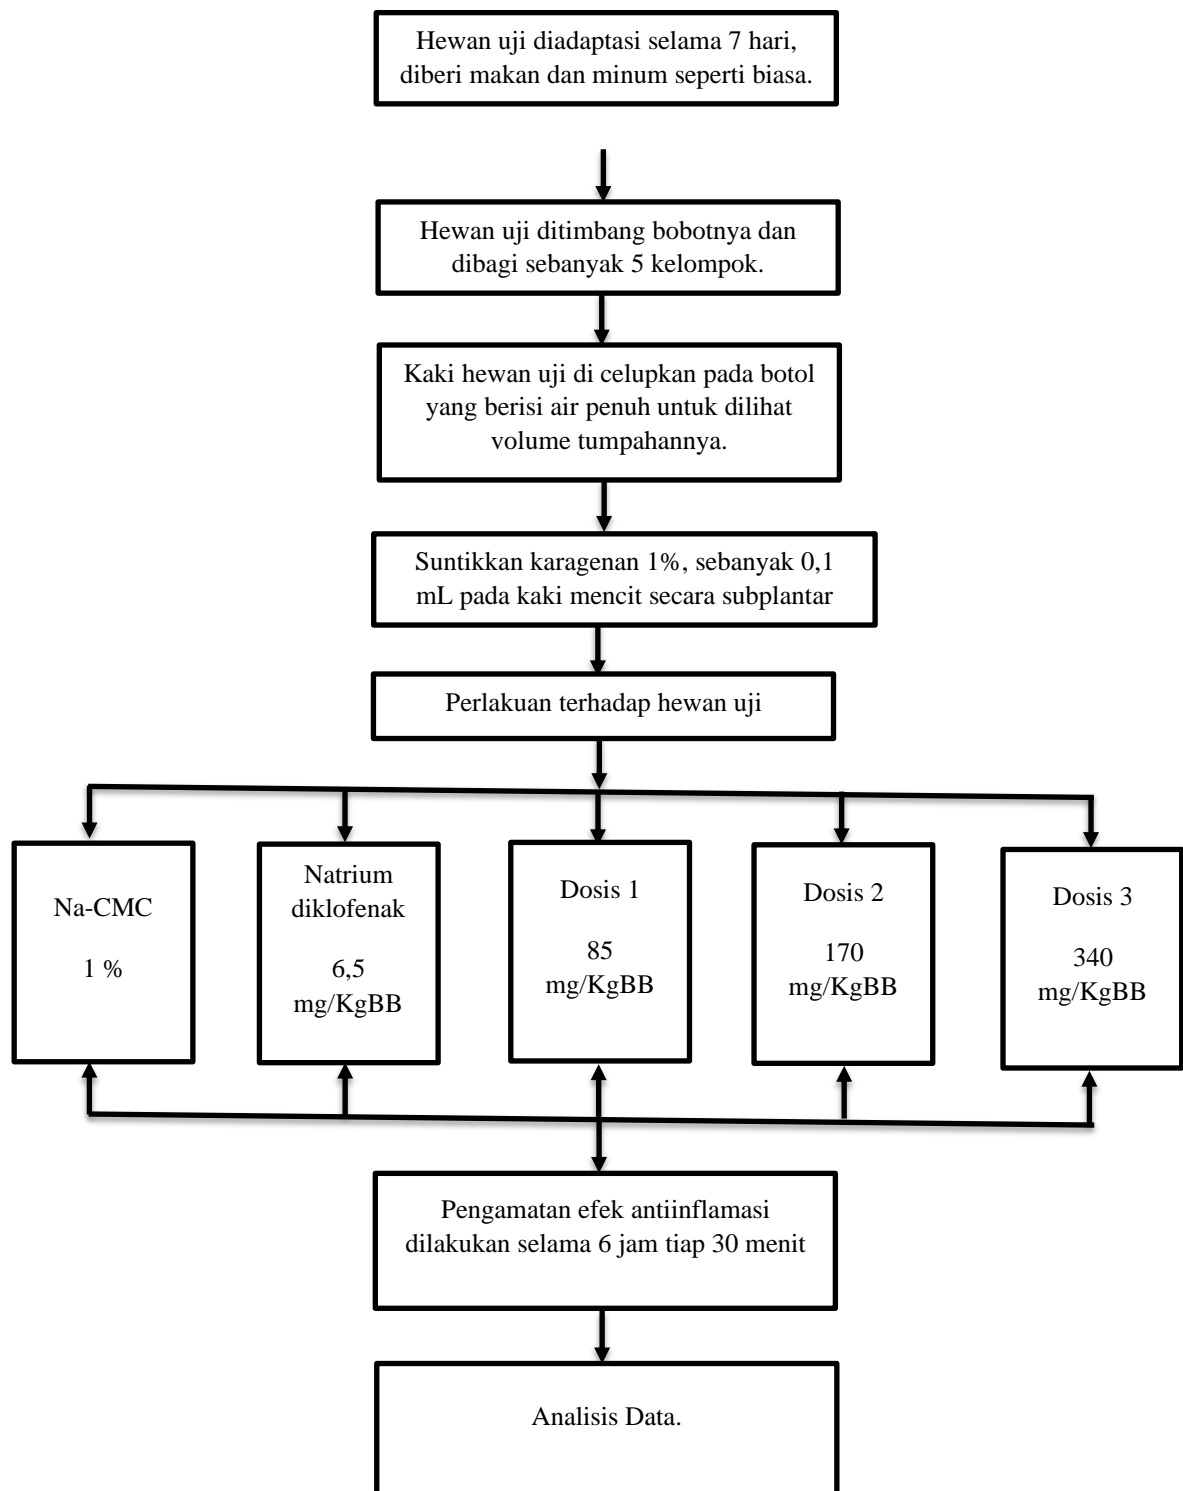 Hewan uji diadaptasi selama 7 hari,
diberi makan dan minum seperti biasa.
Hewan uji ditimbang bobotnya dan
dibagi sebanyak 5 kelompok.
Kaki hewan uji di celupkan pada botol
yang berisi air penuh untuk dilihat
volume tumpahannya.
Suntikkan karagenan 1%, sebanyak 0,1
mL pada kaki mencit secara subplantar
Perlakuan terhadap hewan uji
Na-CMC
1 %
Natrium
diklofenak
6,5
mg/KgBB
Dosis 1
85
mg/KgBB
Dosis 2
170
mg/KgBB
Dosis 3
340
mg/KgBB
Pengamatan efek antiinflamasi
dilakukan selama 6 jam tiap 30 menit
Analisis Data.